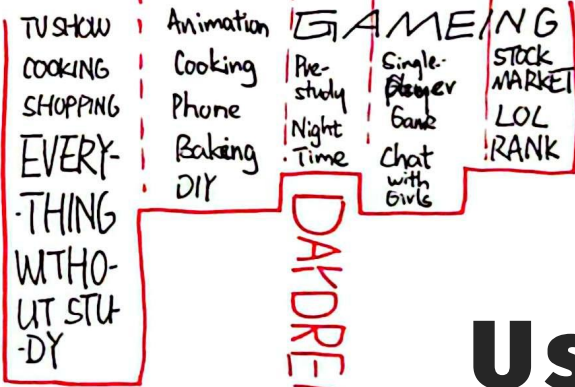 TV SHOW
COOKING
SHOPPING
EVERY-
-THING
WITHO-
UT STU-
-DY
Animation
Cooking
Phone
Baking
DIY
GAMEING
Pre-
study
Night
Time
Single-
Player
Game
Chat
with
Girls
STOCK
MARKET
LOL
RANK
DAYDRE
Us